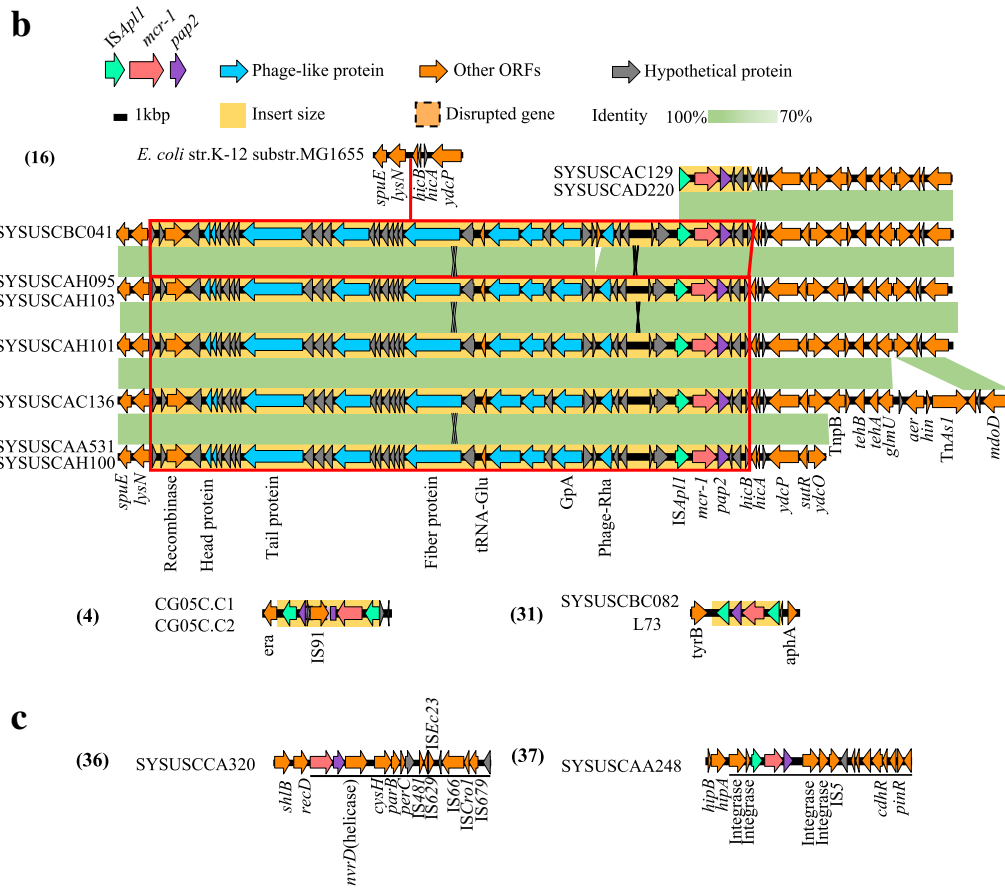 b
ISApl1
mcr-1
pap2
Phage-like protein
Other ORFs
Hypothetical protein
1kbp
Insert size
Disrupted gene
Identity
100%
70%
(16)
E. coli str.K-12 substr.MG1655
spuE
lysN
hicB
hicA
ydcP
SYSUSCAC129
SYSUSCAD220
SYSUSCBC041
SYSUSCAH095
SYSUSCAH103
SYSUSCAH101
SYSUSCAC136
SYSUSCAA531
SYSUSCAH100
TnpB
tehB
tehA
glmU
aer
hin
TnAs1
mdoD
spuE
lysN
Recombinase
Head protein
Tail protein
Fiber protein
tRNA-Glu
GpA
Phage-Rha
ISApl1
mcr-1
pap2
hicB
hicA
ydcP
sutR
ydcO
(4)
CG05C.C1
CG05C.C2
era
IS91
(31)
SYSUSCBC082
L73
tyrB
aphA
c
(36)
SYSUSCCA320
shlB
recD
nvrD(helicase)
cysH
parB
perC
IS481
IS629
ISEc23
IS66
ISCro1
IS679
(37)
SYSUSCAA248
hipB
hipA
Integrase
Integrase
Integrase
Integrase
IS5
cdhR
pinR